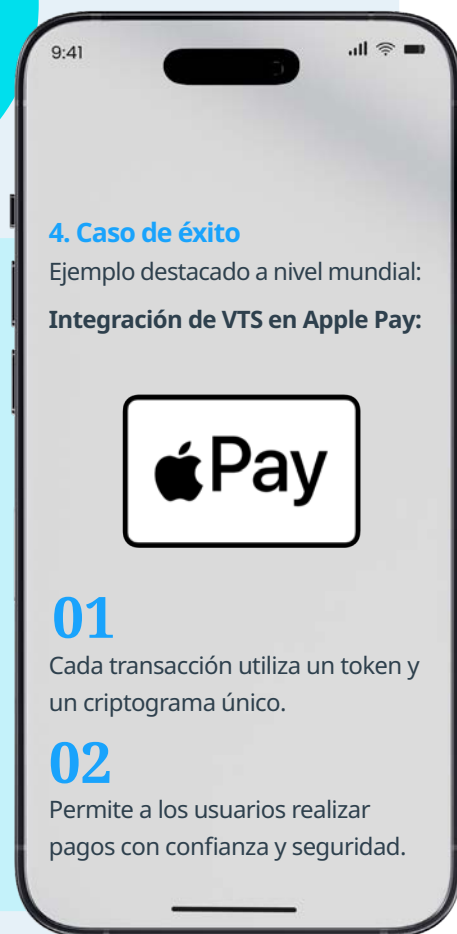 9:41
4. Caso de éxito
Ejemplo destacado a nivel mundial:
Integración de VTS en Apple Pay:
Pay
01
Cada transacción utiliza un token y
un criptograma único.
02
Permite a los usuarios realizar
pagos con confianza y seguridad.